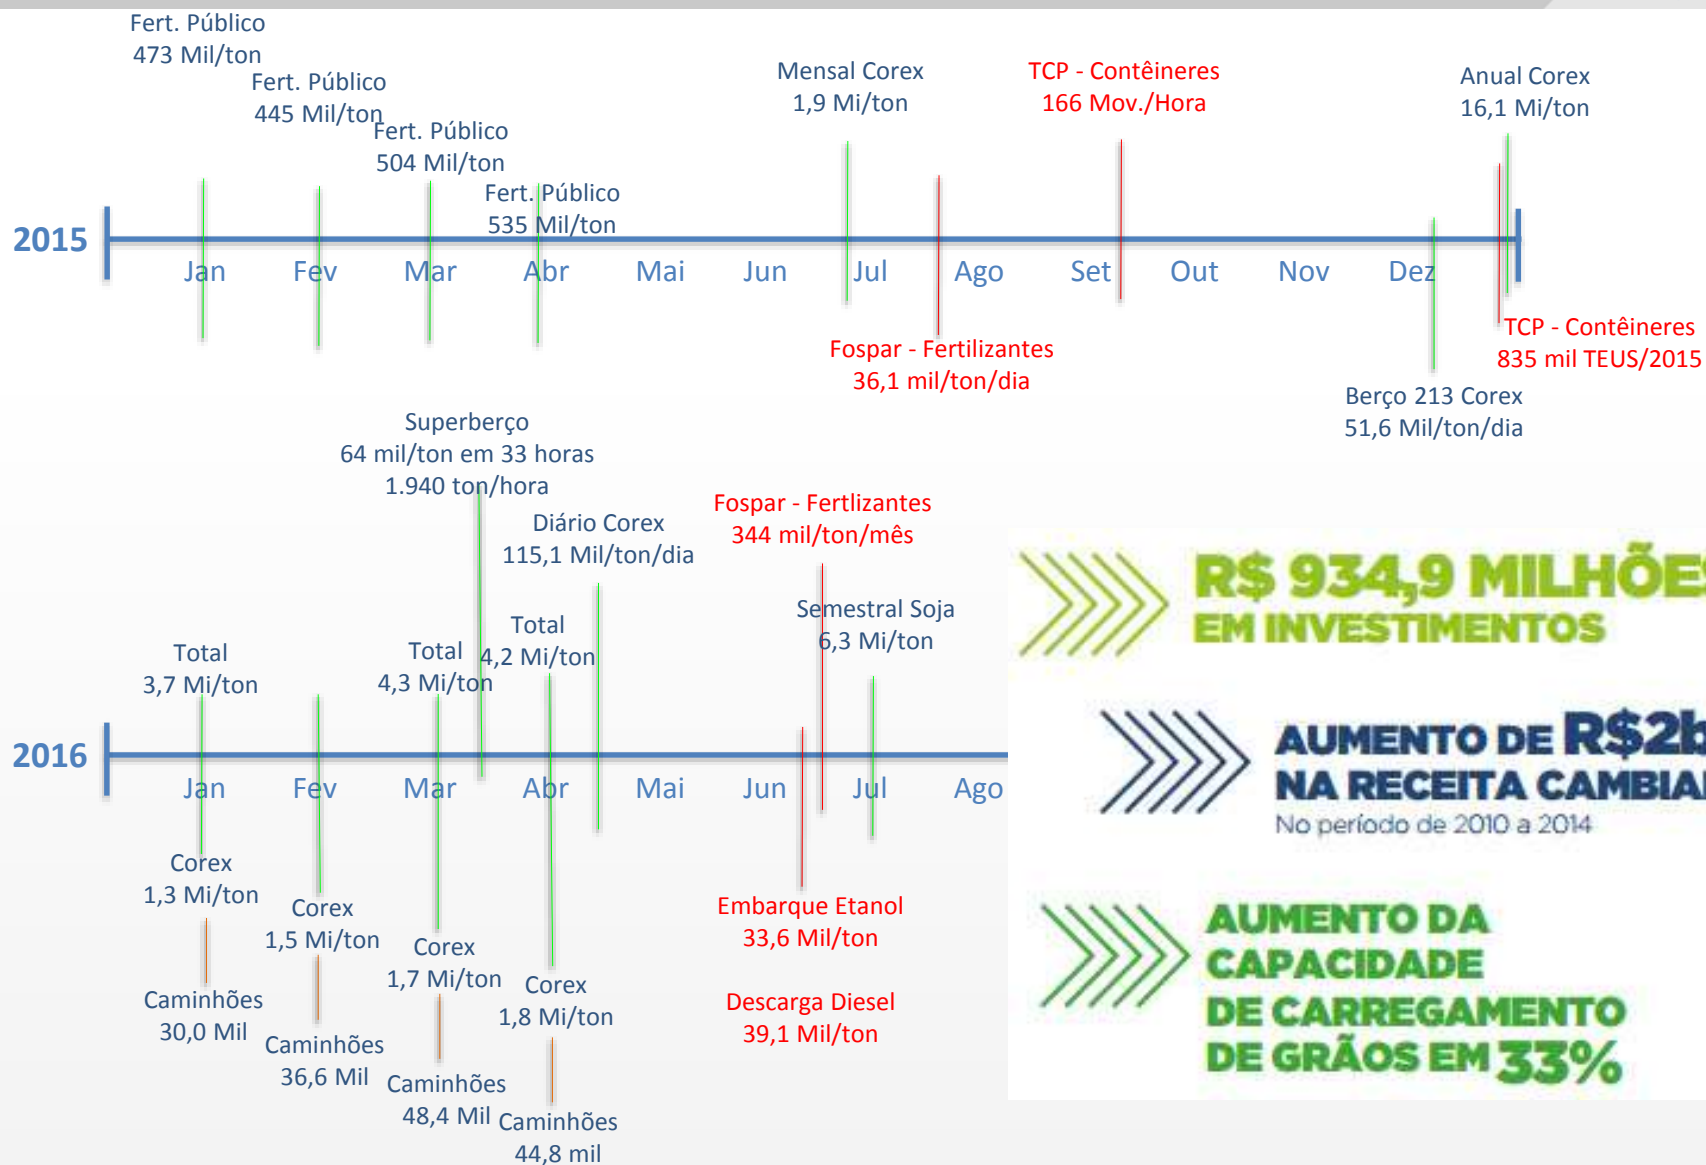 Fert. Público
473 Mil/ton
Fert. Público
445 Mil/ton
Fert. Público
504 Mil/ton
Fert. Público
535 Mil/ton
Mensal Corex
1,9 Mi/ton
TCP - Contêineres
166 Mov./Hora
Anual Corex
16,1 Mi/ton
2015
Jan Fev Mar Abr Mai Jun Jul Ago Set Out Nov Dez
Fospar - Fertilizantes
36,1 mil/ton/dia
TCP - Contêineres
835 mil TEUS/2015
Berço 213 Corex
51,6 Mil/ton/dia
Superberço
64 mil/ton em 33 horas
1.940 ton/hora
Diário Corex
115,1 Mil/ton/dia
Fospar - Fertlizantes
344 mil/ton/mês
Total
3,7 Mi/ton
Total
4,3 Mi/ton
Total
4,2 Mi/ton
Semestral Soja
6,3 Mi/ton
2016
Jan Fev Mar Abr Mai Jun Jul Ago
Corex
1,3 Mi/ton
Corex
1,5 Mi/ton
Corex
1,7 Mi/ton
Corex
1,8 Mi/ton
Embarque Etanol
33,6 Mil/ton
Descarga Diesel
39,1 Mil/ton
Caminhões
30,0 Mil
Caminhões
36,6 Mil
Caminhões
48,4 Mil
Caminhões
44,8 mil
R$ 934,9 MILHÕES
EM INVESTIMENTOS
AUMENTO DE R$2b
NA RECEITA CAMBIAL
No período de 2010 a 2014
AUMENTO DA
CAPACIDADE
DE CARREGAMENTO
DE GRÃOS EM 33%